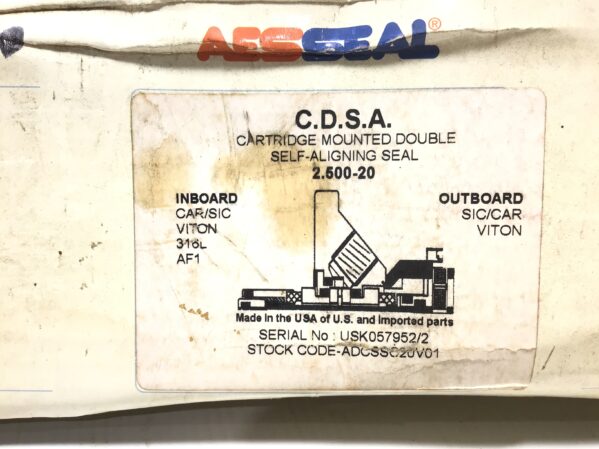 AESSEAL®
C.D.S.A.
CARTRIDGE MOUNTED DOUBLE
SELF-ALIGNING SEAL
2.500-20
INBOARD
CAR/SIC
VITON
316L
AF1
OUTBOARD
SIC/CAR
VITON
Made in the USA of U.S. and Imported parts
SERIAL No : USK057952/2
STOCK CODE-ADCSSC20V01